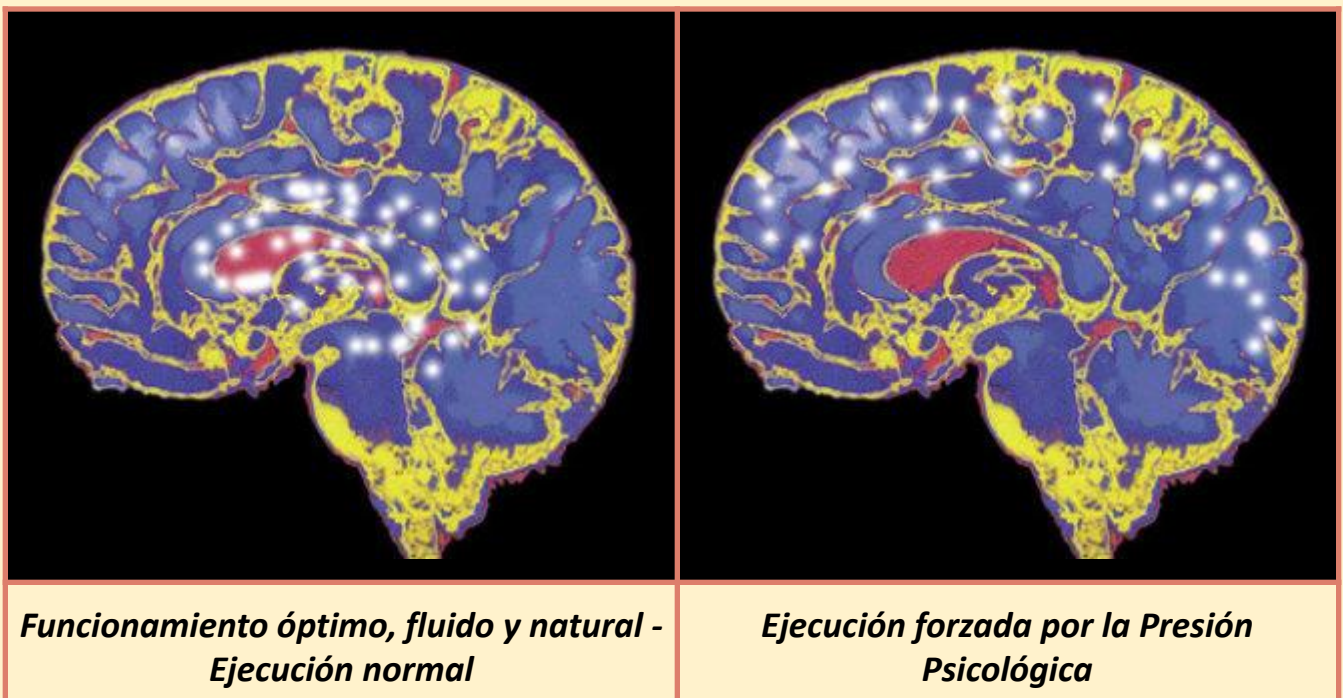 Funcionamiento óptimo, fluido y natural -
Ejecución normal
Ejecución forzada por la Presión
Psicológica